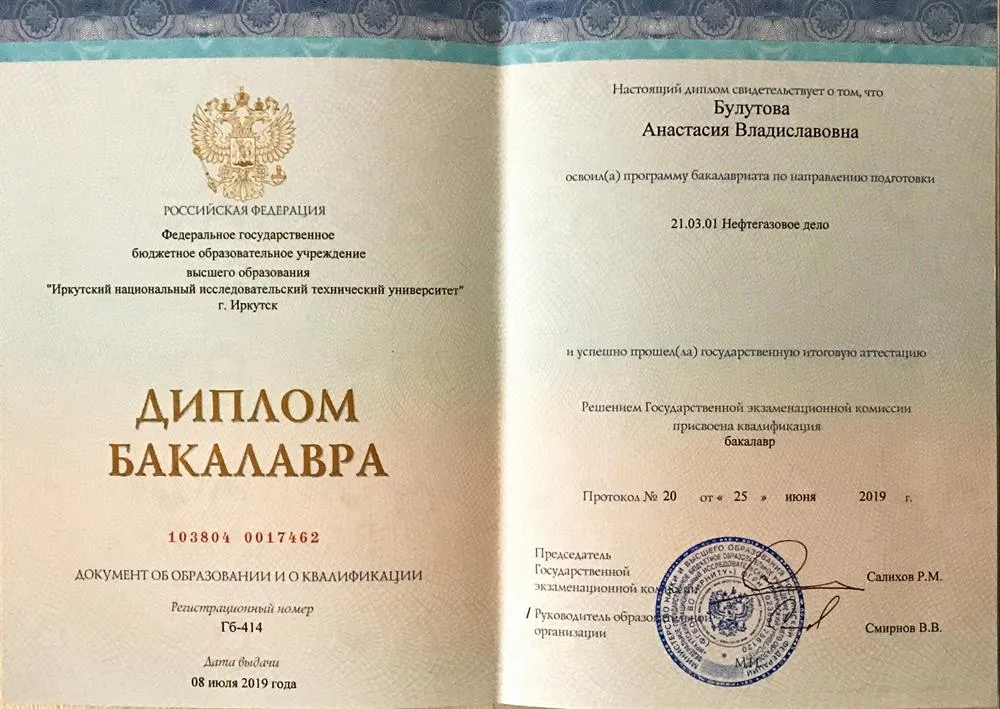 РОССИЙСКАЯ ФЕДЕРАЦИЯ
Федеральное государственное
бюджетное образовательное учреждение
высшего образования
"Иркутский национальный исследовательский технический университет"
г. Иркутск
ДИПЛОМ
БАКАЛАВРА
103804 0017462
ДОКУМЕНТ ОБ ОБРАЗОВАНИИ И О КВАЛИФИКАЦИИ
Регистрационный номер
Гб-414
Дата выдачи
08 июля 2019 года
Настоящий диплом свидетельствует о том, что
Булутова
Анастасия Владиславовна
освоил(а) программу бакалавриата по направлению подготовки
21.03.01 Нефтегазовое дело
и успешно прошел(ла) государственную итоговую аттестацию
Решением Государственной экзаменационной комиссии
присвоена квалификация
бакалавр
Протокол № 20 от « 25 » июня 2019 г.
Председатель
Государственной
экзаменационной
Салихов Р.М.
/ Руководитель образовательной
организации
Смирнов В.В.
М.П.